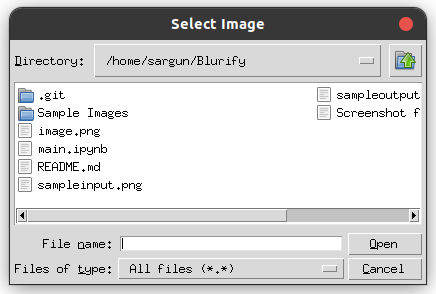 Select Image
Directory: /home/sargun/Blurify
.git
Sample Images
image.png
main.ipynb
README.md
sampleinput.png
sampleoutput
Screenshot f
File name:
Open
Files of type: All files (*.*)
Cancel